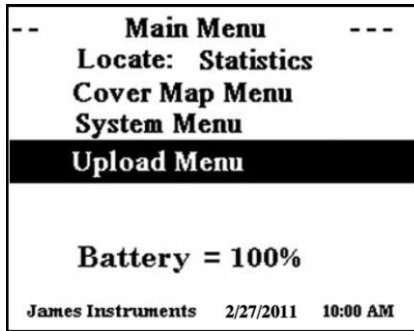 -- Main Menu ---
Locate: Statistics
Cover Map Menu
System Menu
Upload Menu
Battery = 100%
James Instruments 2/27/2011 10:00 AM